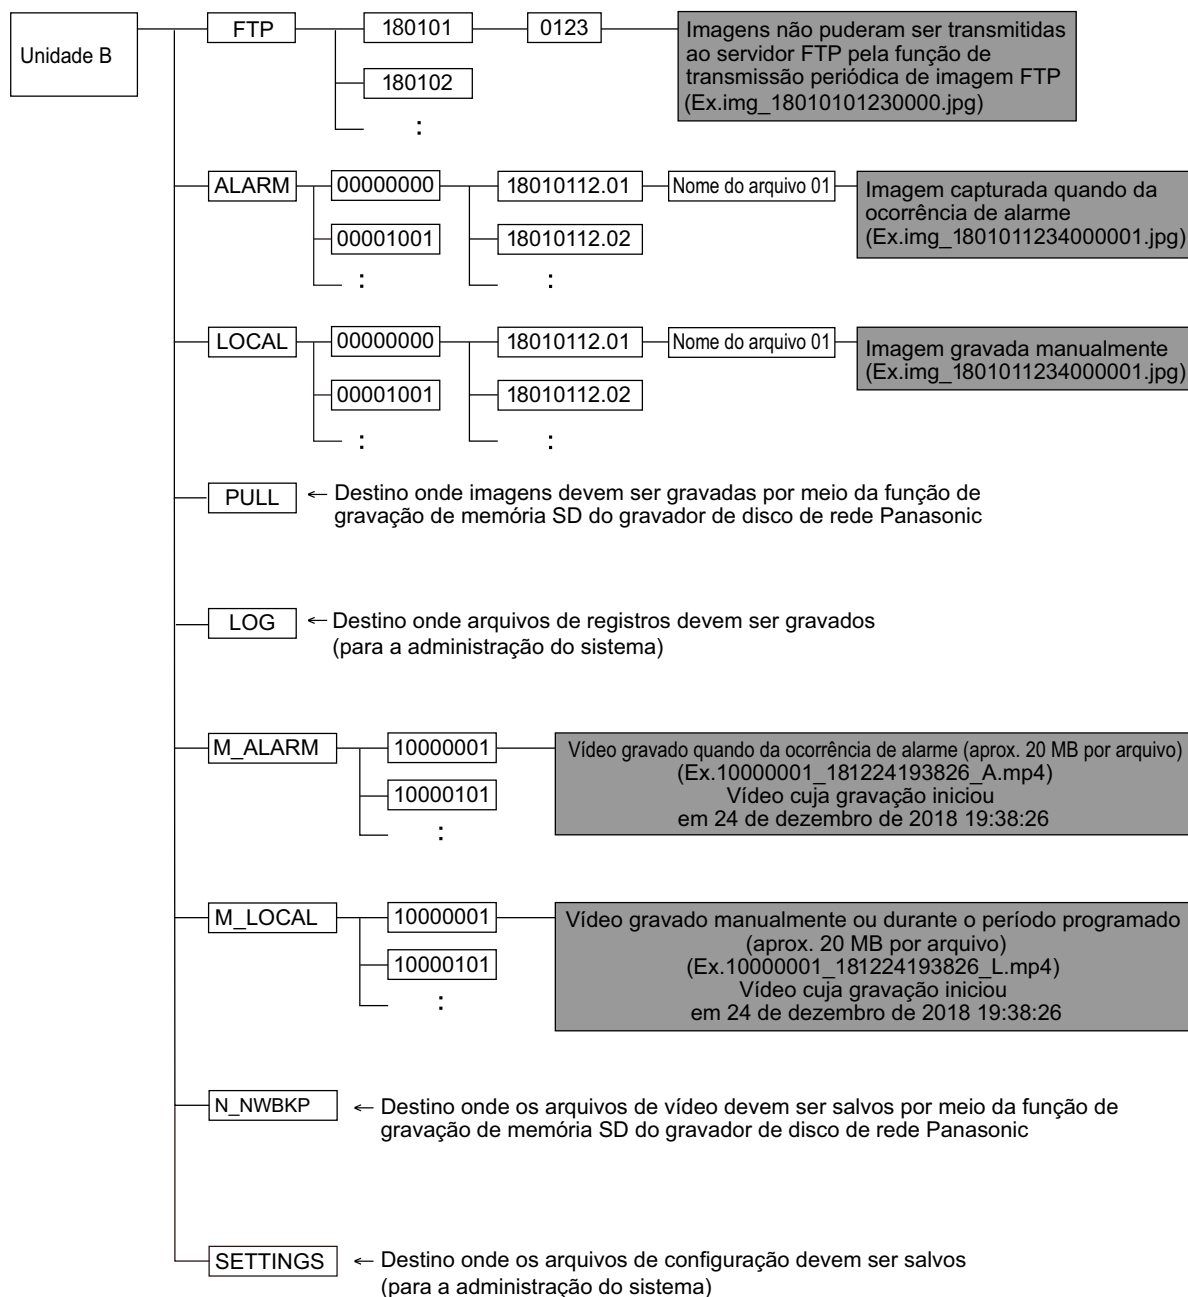 Unidade B
FTP
180101
0123
Imagens não puderam ser transmitidas
ao servidor FTP pela função de
transmissão periódica de imagem FTP
(Ex.img_18010101230000.jpg)
180102
:
ALARM
00000000
18010112.01
Nome do arquivo 01
Imagem capturada quando da
ocorrência de alarme
(Ex.img_1801011234000001.jpg)
00001001
18010112.02
:
:
LOCAL
00000000
18010112.01
Nome do arquivo 01
Imagem gravada manualmente
(Ex.img_1801011234000001.jpg)
00001001
18010112.02
:
:
PULL
← Destino onde imagens devem ser gravadas por meio da função de
gravação de memória SD do gravador de disco de rede Panasonic
LOG
← Destino onde arquivos de registros devem ser gravados
(para a administração do sistema)
M_ALARM
10000001
Vídeo gravado quando da ocorrência de alarme (aprox. 20 MB por arquivo)
(Ex.10000001_181224193826_A.mp4)
Vídeo cuja gravação iniciou
em 24 de dezembro de 2018 19:38:26
10000101
:
M_LOCAL
10000001
Vídeo gravado manualmente ou durante o período programado
(aprox. 20 MB por arquivo)
(Ex.10000001_181224193826_L.mp4)
Vídeo cuja gravação iniciou
em 24 de dezembro de 2018 19:38:26
10000101
:
N_NWBKP
← Destino onde os arquivos de vídeo devem ser salvos por meio da função de
gravação de memória SD do gravador de disco de rede Panasonic
SETTINGS
← Destino onde os arquivos de configuração devem ser salvos
(para a administração do sistema)